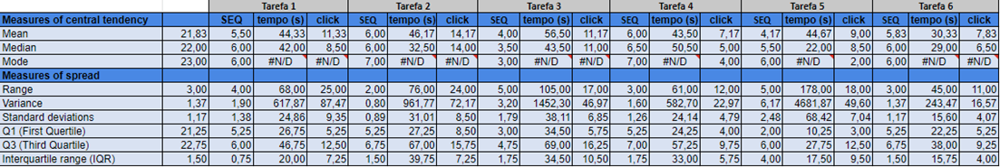 Tarefa 1 Tarefa 2 Tarefa 3 Tarefa 4 Tarefa 5 Tarefa 6
Measures of central tendency SEQ tempo (s) click SEQ tempo (s) click SEQ tempo (s) click SEQ tempo (s) click SEQ tempo (s) click SEQ tempo (s) click
Mean 21,83 5,50 44,33 11,33 6,00 46,17 14,17 4,00 56,50 11,17 6,00 43,50 7,17 4,17 44,67 9,00 5,83 30,33 7,83
Median 22,00 6,00 42,00 8,50 6,00 32,50 14,00 3,50 43,50 11,00 6,50 50,50 5,00 5,50 22,00 8,50 6,00 29,00 6,50
Mode 23,00 6,00 #N/D #N/D 7,00 #N/D #N/D 3,00 #N/D #N/D 7,00 #N/D 4,00 6,00 #N/D 2,00 6,00 #N/D #N/D
Measures of spread
Range 3,00 4,00 68,00 25,00 2,00 76,00 24,00 5,00 105,00 17,00 3,00 61,00 12,00 5,00 178,00 18,00 3,00 45,00 11,00
Variance 1,37 1,90 617,87 87,47 0,80 961,77 72,17 3,20 1452,30 46,97 1,60 582,70 22,97 6,17 4681,87 49,60 1,37 243,47 16,57
Standard deviations 1,17 1,38 24,86 9,35 0,89 31,01 8,50 1,79 38,11 6,85 1,26 24,14 4,79 2,48 68,42 7,04 1,17 15,60 4,07
Q1 (First Quertile) 21,25 5,25 26,75 5,25 5,25 27,25 8,50 3,00 34,50 5,75 5,25 24,25 4,00 2,00 10,25 3,00 5,25 22,25 5,25
Q3 (Third Quartile) 22,75 6,00 46,75 12,50 6,75 67,00 15,75 4,75 69,00 16,25 7,00 57,25 9,75 6,00 27,75 12,50 6,75 38,00 9,25
Interquartile range (IQR) 1,50 0,75 20,00 7,25 1,50 39,75 7,25 1,75 34,50 10,50 1,75 33,00 5,75 4,00 17,50 9,50 1,50 15,75 4,00